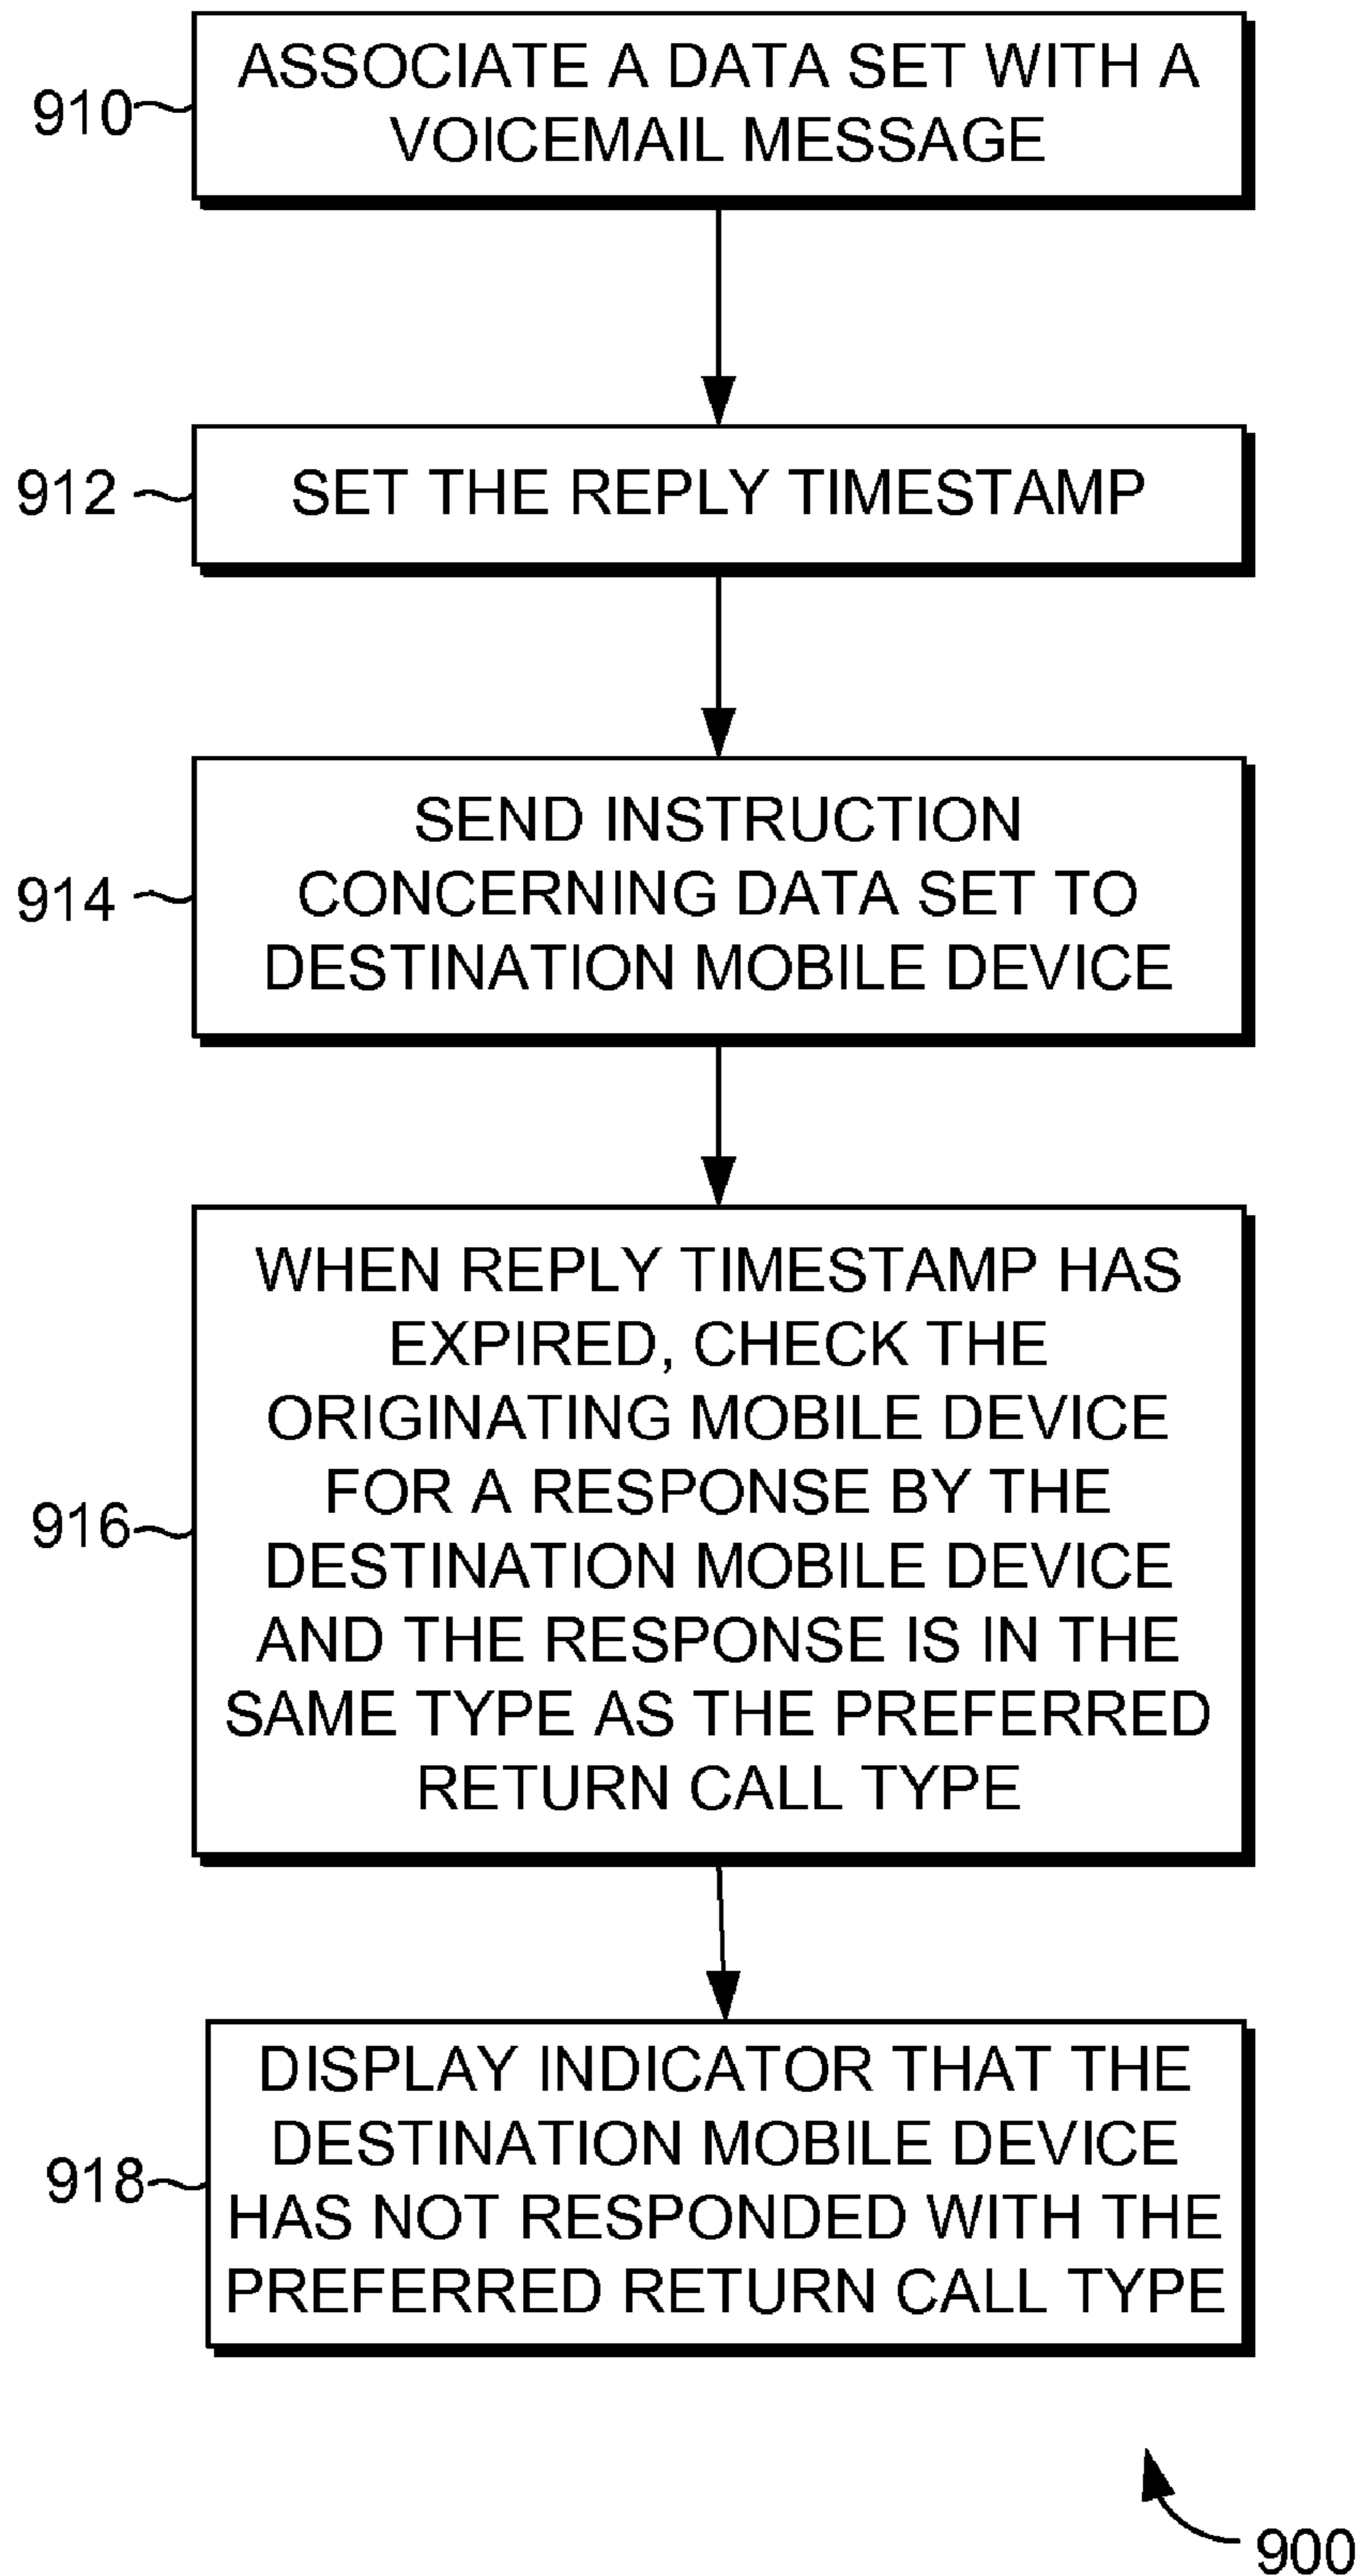 ASSOCIATE A DATA SET WITH A
VOICEMAIL MESSAGE
910
SET THE REPLY TIMESTAMP
912
SEND INSTRUCTION
CONCERNING DATA SET TO
DESTINATION MOBILE DEVICE
914
WHEN REPLY TIMESTAMP HAS
EXPIRED, CHECK THE
ORIGINATING MOBILE DEVICE
FOR A RESPONSE BY THE
DESTINATION MOBILE DEVICE
AND THE RESPONSE IS IN THE
SAME TYPE AS THE PREFERRED
RETURN CALL TYPE
916
DISPLAY INDICATOR THAT THE
DESTINATION MOBILE DEVICE
HAS NOT RESPONDED WITH THE
PREFERRED RETURN CALL TYPE
918
900